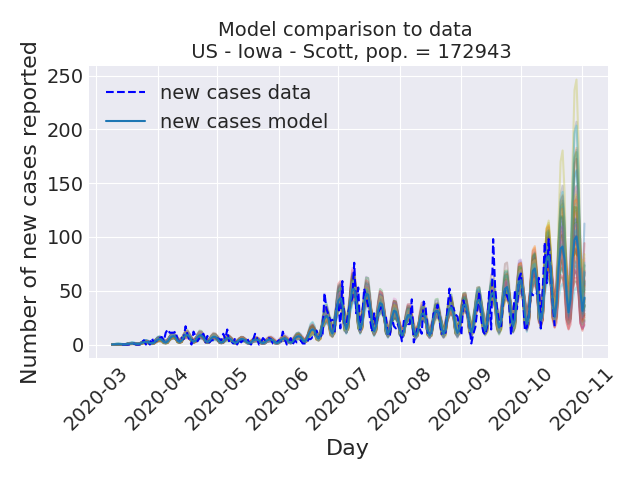 Model comparison to data
US - Iowa - Scott, pop. = 172943
Number of new cases reported
250
200
150
100
50
0
new cases data
new cases model
2020-03
2020-04
2020-05
2020-06
2020-07
2020-08
2020-09
2020-10
2020-11
Day